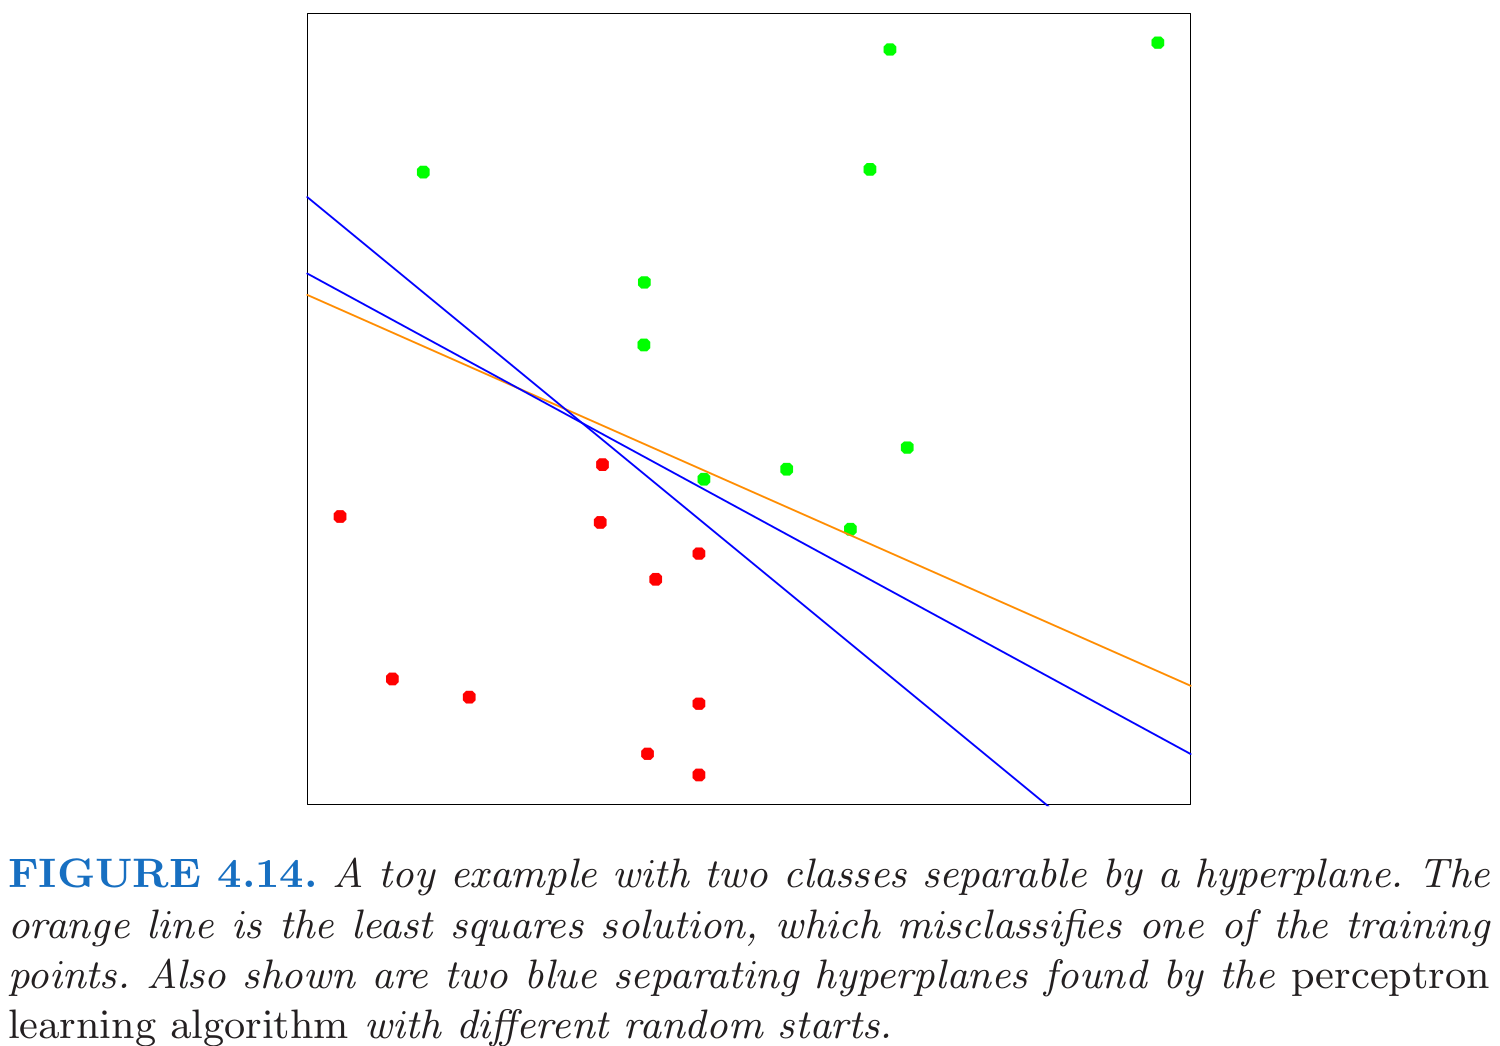 FIGURE 4.14. A toy example with two classes separable by a hyperplane. The
orange line is the least squares solution, which misclassifies one of the training
points. Also shown are two blue separating hyperplanes found by the perceptron
learning algorithm with different random starts.